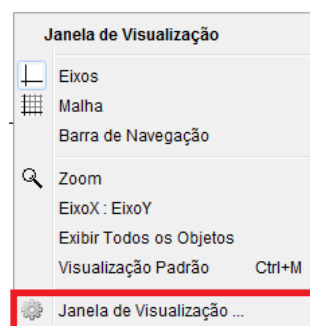 Janela de Visualização
Eixos
Malha
Barra de Navegação
Zoom
EixoX : EixoY
Exibir Todos os Objetos
Visualização Padrão Ctrl+M
Janela de Visualização ...